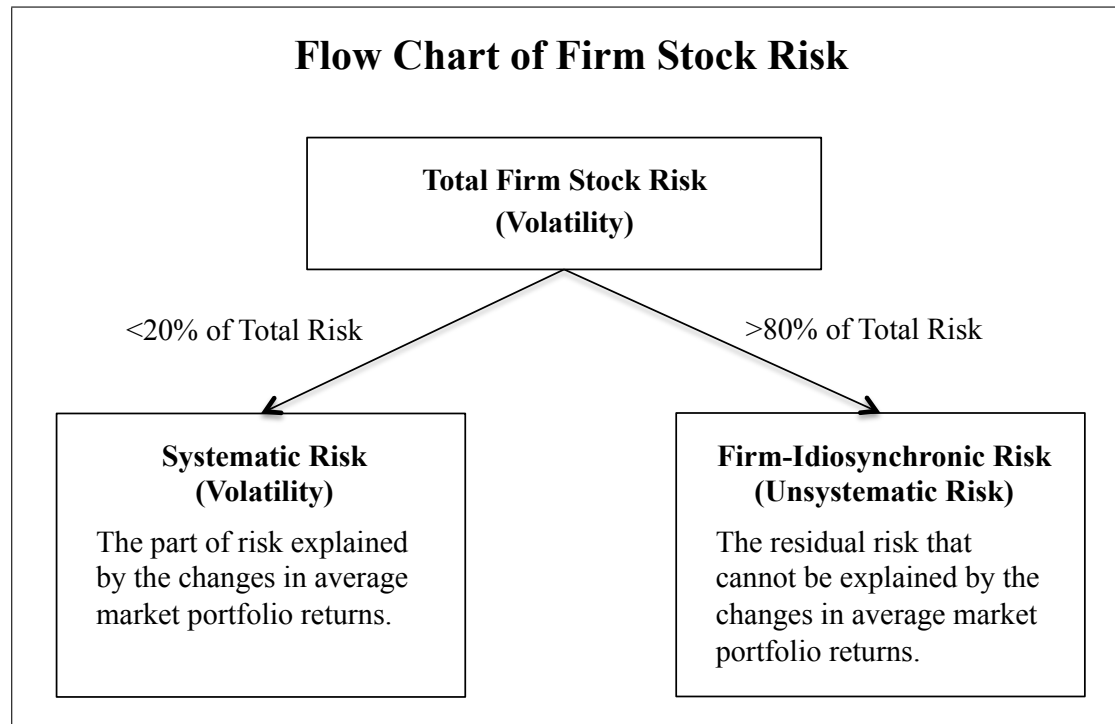 Flow Chart of Firm Stock Risk
Total Firm Stock Risk
(Volatility)
<20% of Total Risk
>80% of Total Risk
Systematic Risk
(Volatility)
The part of risk explained
by the changes in average
market portfolio returns.
Firm-Idiosynchronic Risk
(Unsystematic Risk)
The residual risk that
cannot be explained by the
changes in average market
portfolio returns.